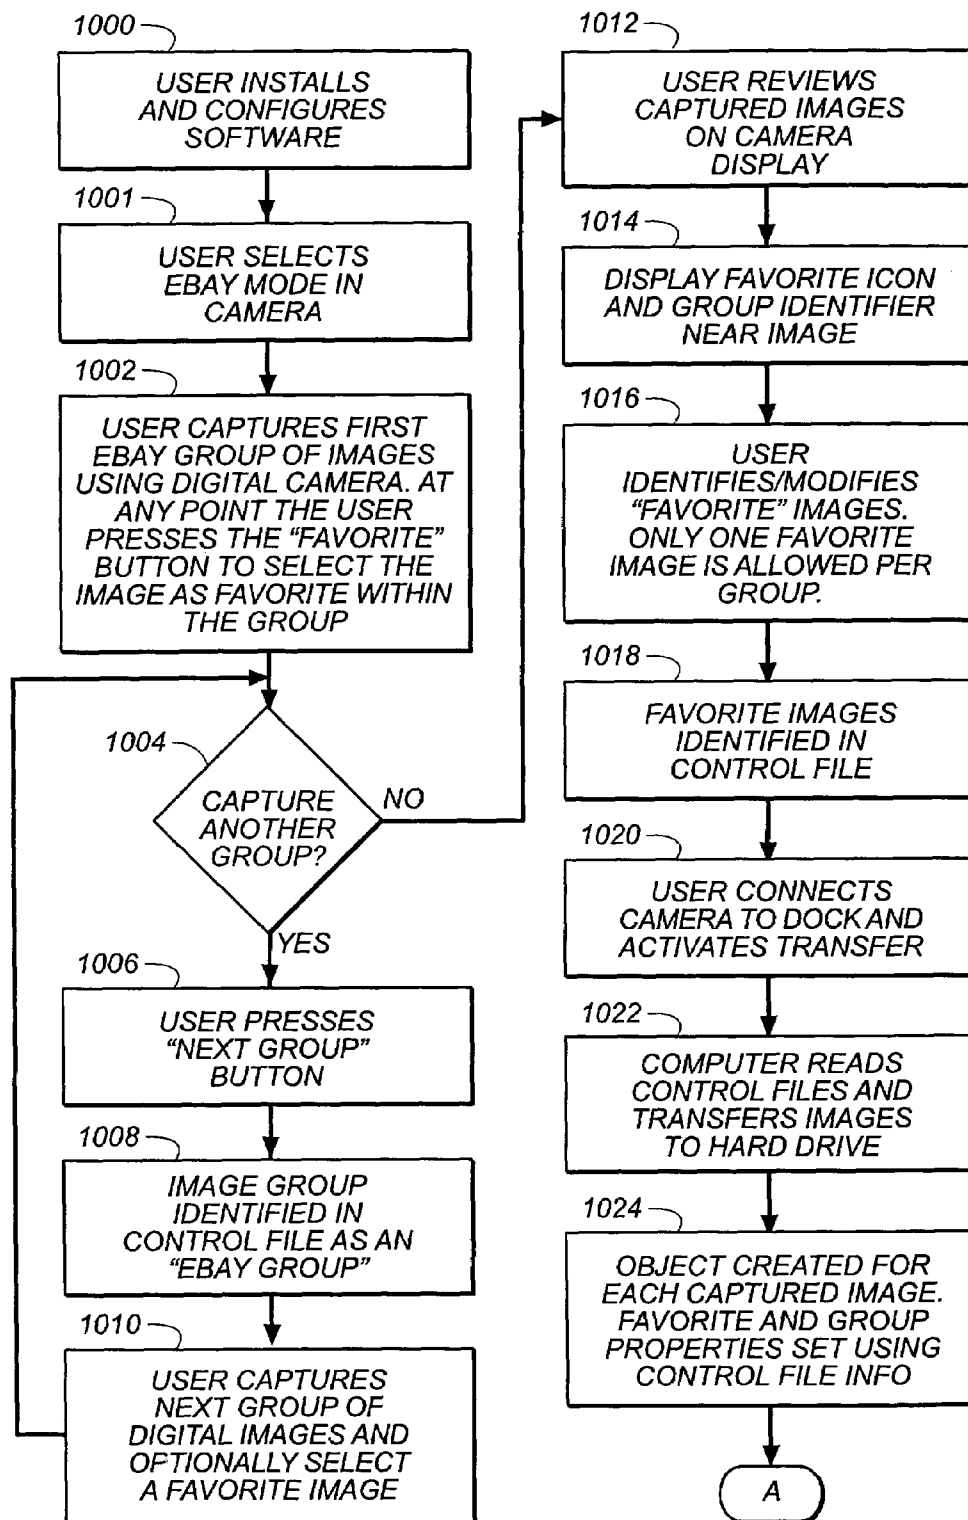 1000
USER INSTALLS
AND CONFIGURES
SOFTWARE
1001
USER SELECTS
EBAY MODE IN
CAMERA
1002
USER CAPTURES FIRST
EBAY GROUP OF IMAGES
USING DIGITAL CAMERA. AT
ANY POINT THE USER
PRESSES THE “FAVORITE”
BUTTON TO SELECT THE
IMAGE AS FAVORITE WITHIN
THE GROUP
1004
CAPTURE
ANOTHER
GROUP?
NO
YES
1006
USER PRESSES
“NEXT GROUP”
BUTTON
1008
IMAGE GROUP
IDENTIFIED IN
CONTROL FILE AS AN
“EBAY GROUP”
1010
USER CAPTURES
NEXT GROUP OF
DIGITAL IMAGES AND
OPTIONALLY SELECT
A FAVORITE IMAGE
1012
USER REVIEWS
CAPTURED IMAGES
ON CAMERA
DISPLAY
1014
DISPLAY FAVORITE ICON
AND GROUP IDENTIFIER
NEAR IMAGE
1016
USER
IDENTIFIES/MODIFIES
“FAVORITE” IMAGES.
ONLY ONE FAVORITE
IMAGE IS ALLOWED PER
GROUP.
1018
FAVORITE IMAGES
IDENTIFIED IN
CONTROL FILE
1020
USER CONNECTS
CAMERA TO DOCK AND
ACTIVATES TRANSFER
1022
COMPUTER READS
CONTROL FILES AND
TRANSFERS IMAGES
TO HARD DRIVE
1024
OBJECT CREATED FOR
EACH CAPTURED IMAGE.
FAVORITE AND GROUP
PROPERTIES SET USING
CONTROL FILE INFO
A